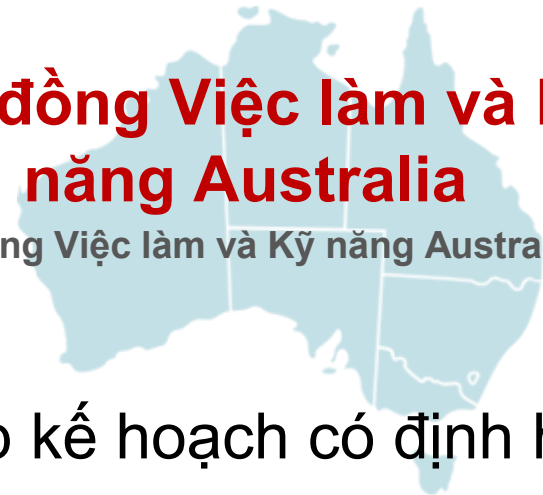 đồng Việc làm và
năng Australia
ng Việc làm và Kỹ năng Austra
kế hoạch có định